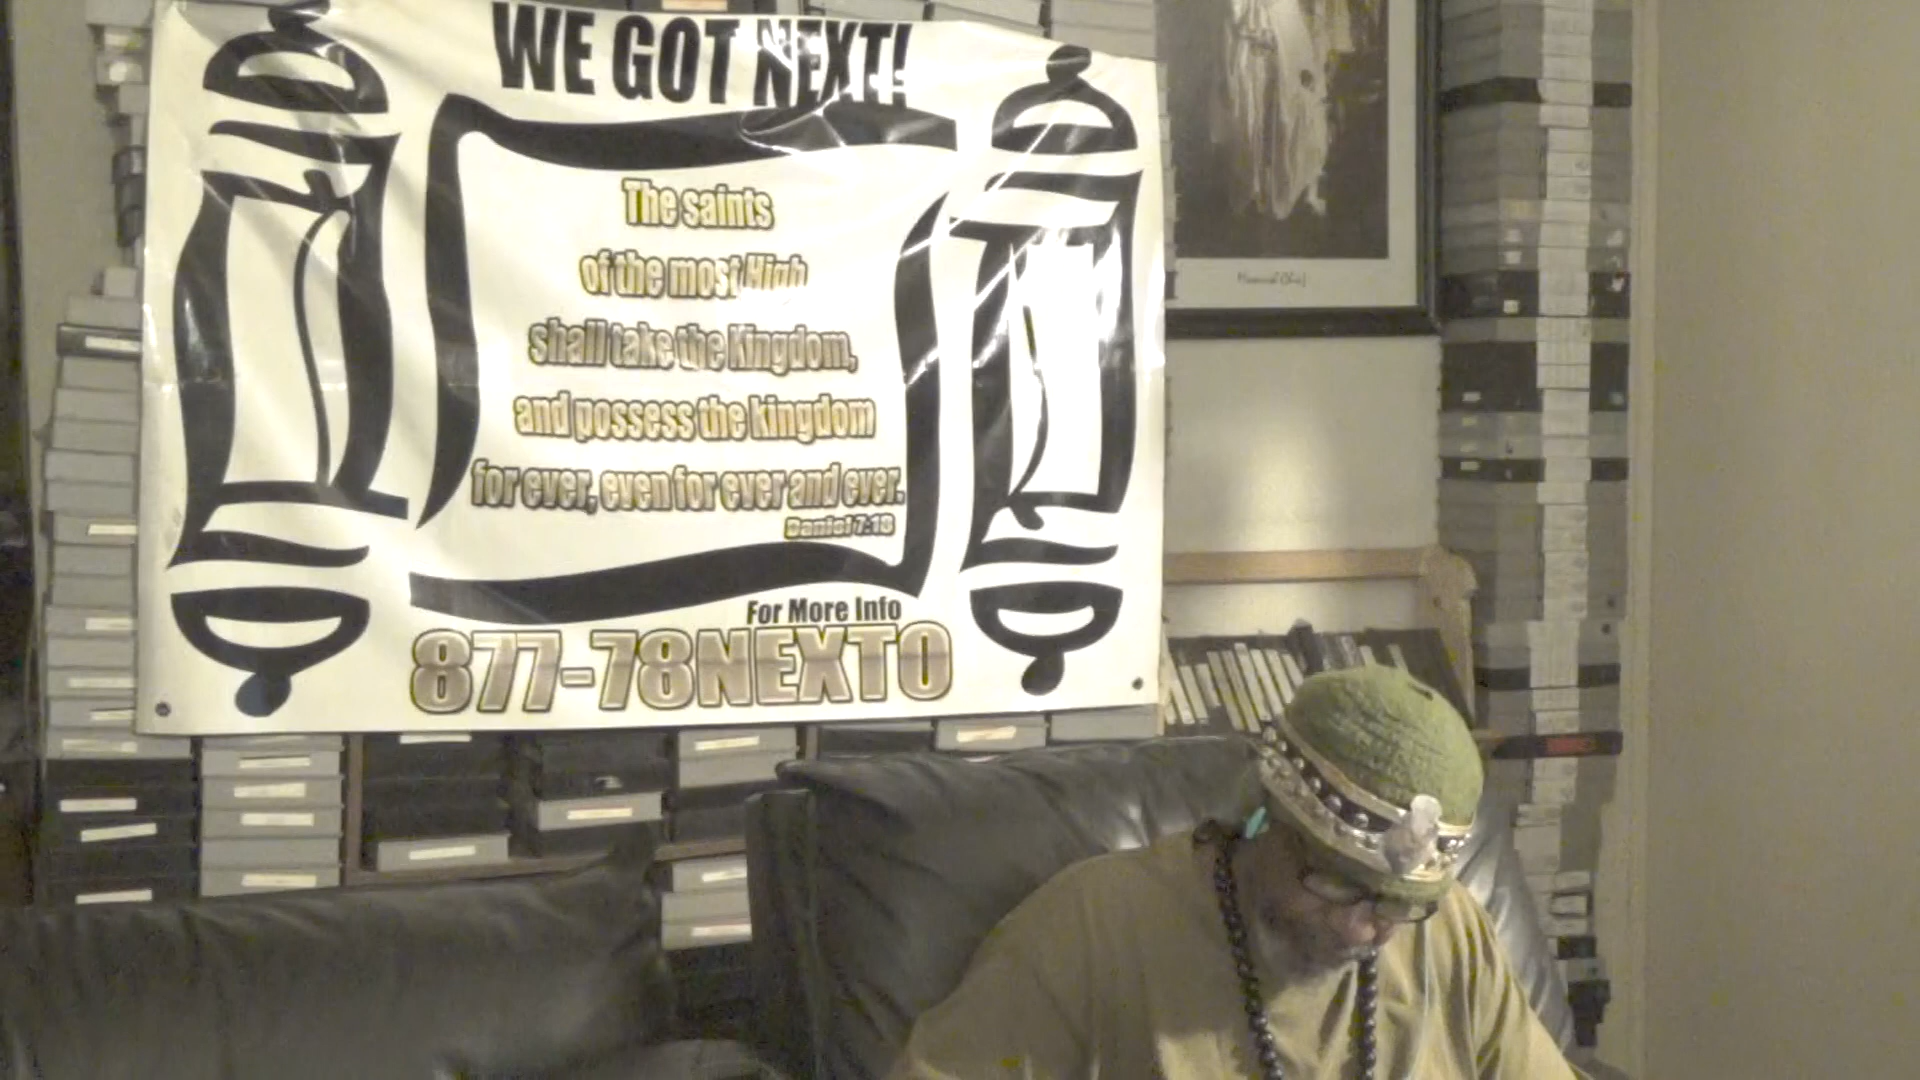 WE GOT NEXT!
The saints
of the most High
shall take the Kingdom,
and possess the kingdom
for ever, even for ever and ever.
Daniel 7:18
For More Info
877-78NEXTO